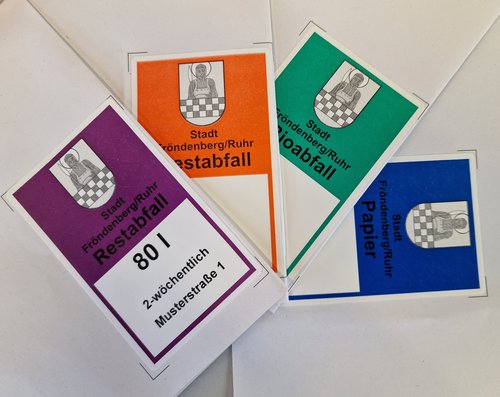 Stadt
Fröndenberg/Ruhr
Restabfall
80 l
2-wöchentlich
Musterstraße 1
Stadt
Fröndenberg/Ruhr
Restabfall
Stadt
Fröndenberg/Ruhr
Bioabfall
Stadt
Fröndenberg/Ruhr
Papier